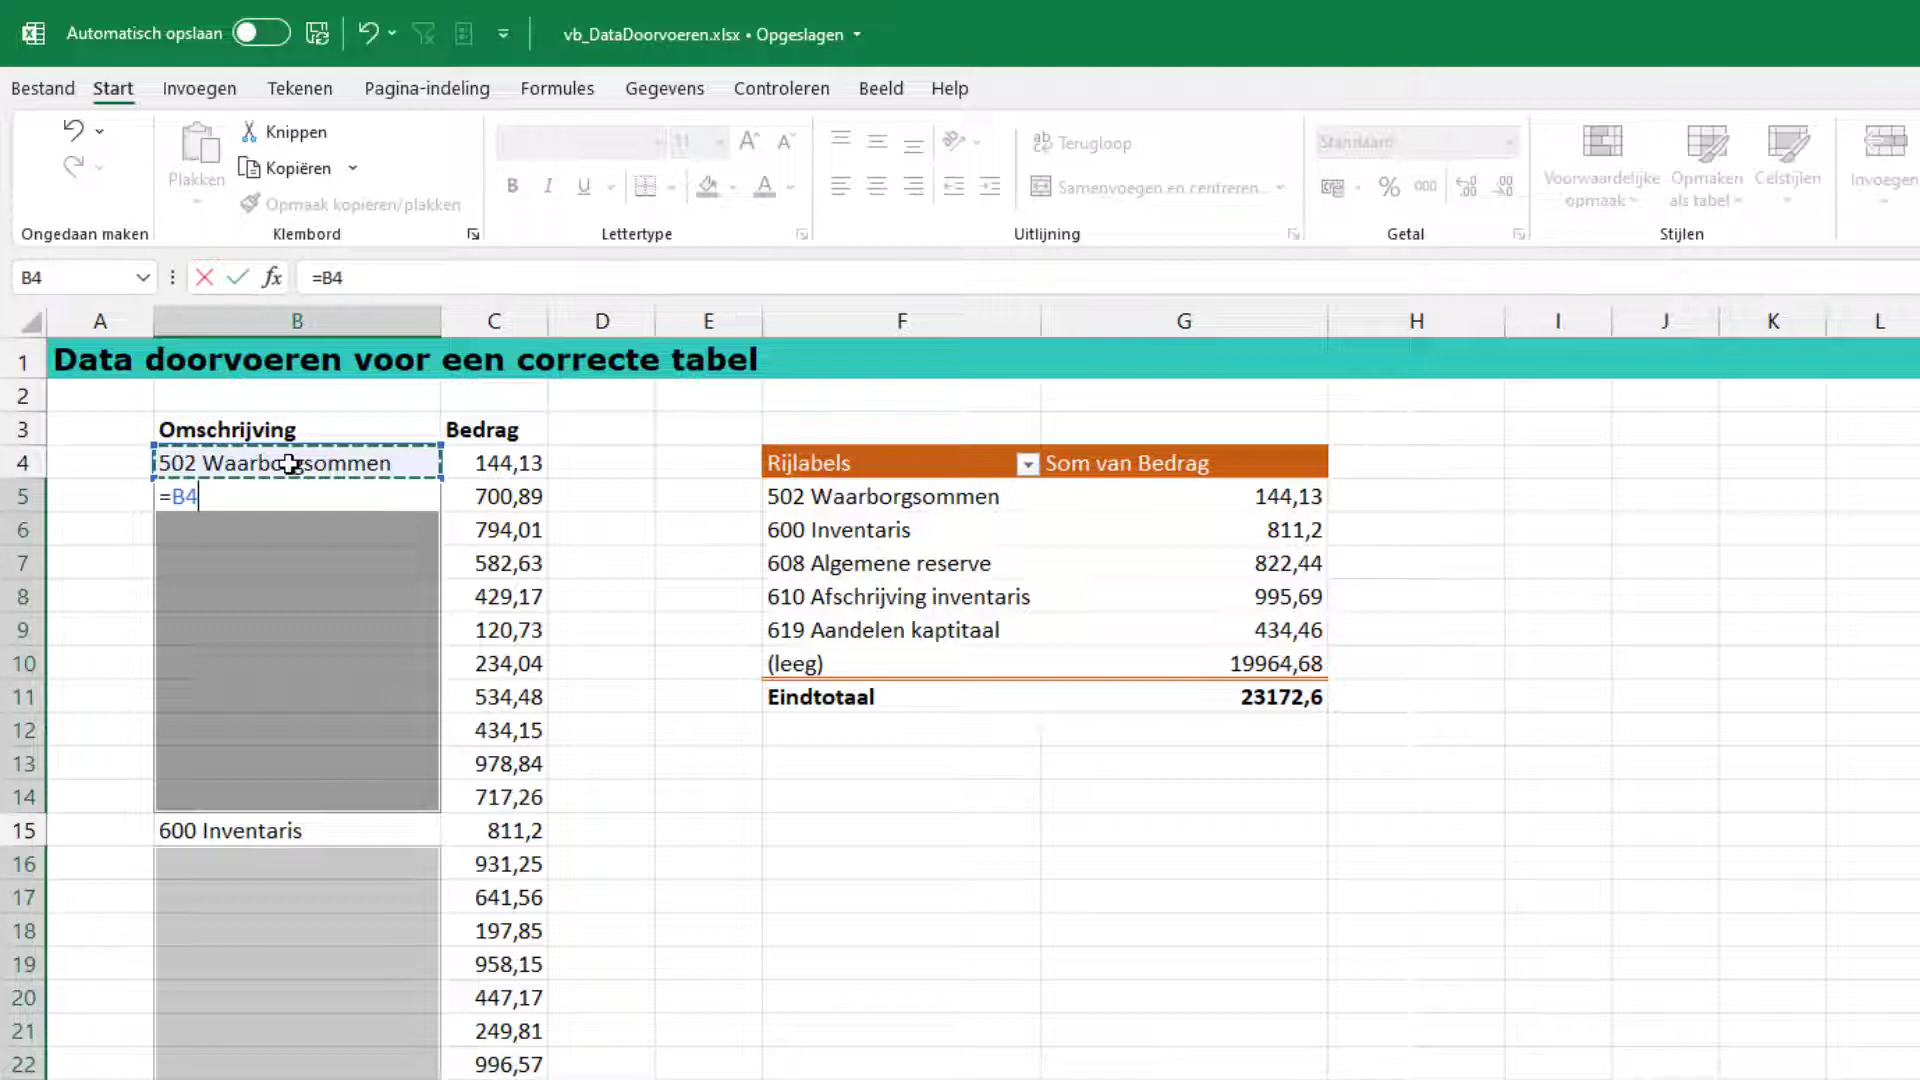 Automatisch opslaan
vb_DataDoorvoeren.xlsx • Opgeslagen
Bestand Start Invoegen Tekenen Pagina-indeling Formules Gegevens Controleren Beeld Help
Plakken
Knippen
Kopiëren
Opmaak kopiëren/plakken
11
B I U
A A
A
ab
Terugloop
Samenvoegen en centreren
Standaard
% 000
Voorwaardelijke opmaak
Opmaken als tabel
Celstijlen
Invoegen
Ongedaan maken Klembord Lettertype Uitlijning Getal Stijlen
B4 fx =B4
A B C D E F G H I J K L
1 Data doorvoeren voor een correcte tabel
2
3 Omschrijving Bedrag
4 502 Waarborgsommen 144,13 Rijlabels Som van Bedrag
5 =B4 700,89 502 Waarborgsommen 144,13
6 794,01 600 Inventaris 811,2
7 582,63 608 Algemene reserve 822,44
8 429,17 610 Afschrijving inventaris 995,69
9 120,73 619 Aandelen kaptitaal 434,46
10 234,04 (leeg) 19964,68
11 534,48 Eindtotaal 23172,6
12 434,15
13 978,84
14 717,26
15 600 Inventaris 811,2
16 931,25
17 641,56
18 197,85
19 958,15
20 447,17
21 249,81
22 996,57